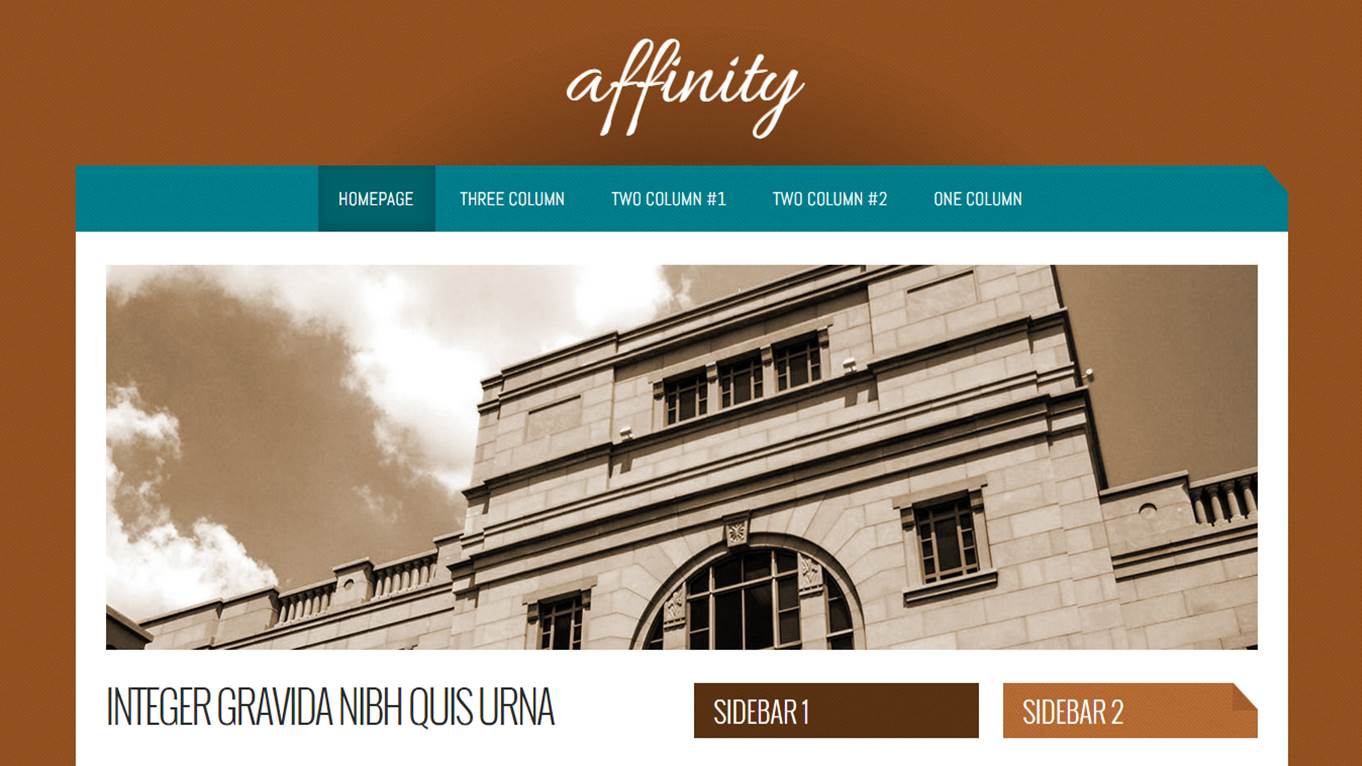 affinity
HOMEPAGE THREE COLUMN TWO COLUMN #1 TWO COLUMN #2 ONE COLUMN
INTEGER GRAVIDA NIBH QUIS URNA
SIDEBAR 1
SIDEBAR 2